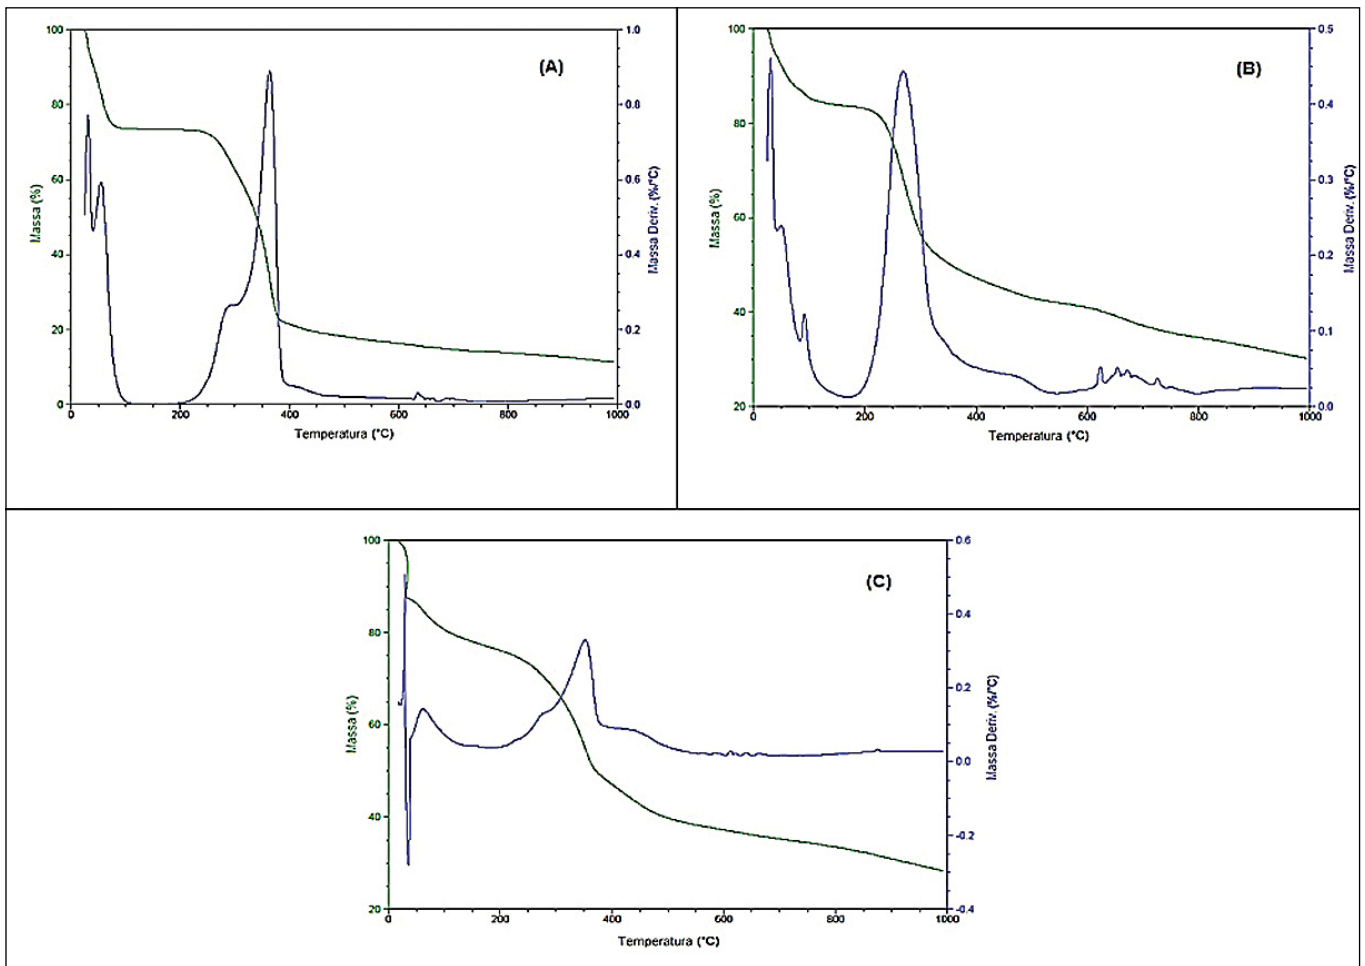 (A)
100
80
60
40
20
0
Massa (%)
1.0
0.8
0.6
0.4
0.2
0.0
Massa Deriv. (%/°C)
0 200 400 600 800 1000
Temperatura (°C)
(B)
100
80
60
40
20
Massa (%)
0.5
0.4
0.3
0.2
0.1
0.0
Massa Deriv. (%/°C)
0 200 400 600 800 1000
Temperatura (°C)
(C)
100
80
60
40
20
Massa (%)
0.6
0.4
0.2
0.0
-0.2
-0.4
Massa Deriv. (%/°C)
0 200 400 600 800 1000
Temperatura (°C)